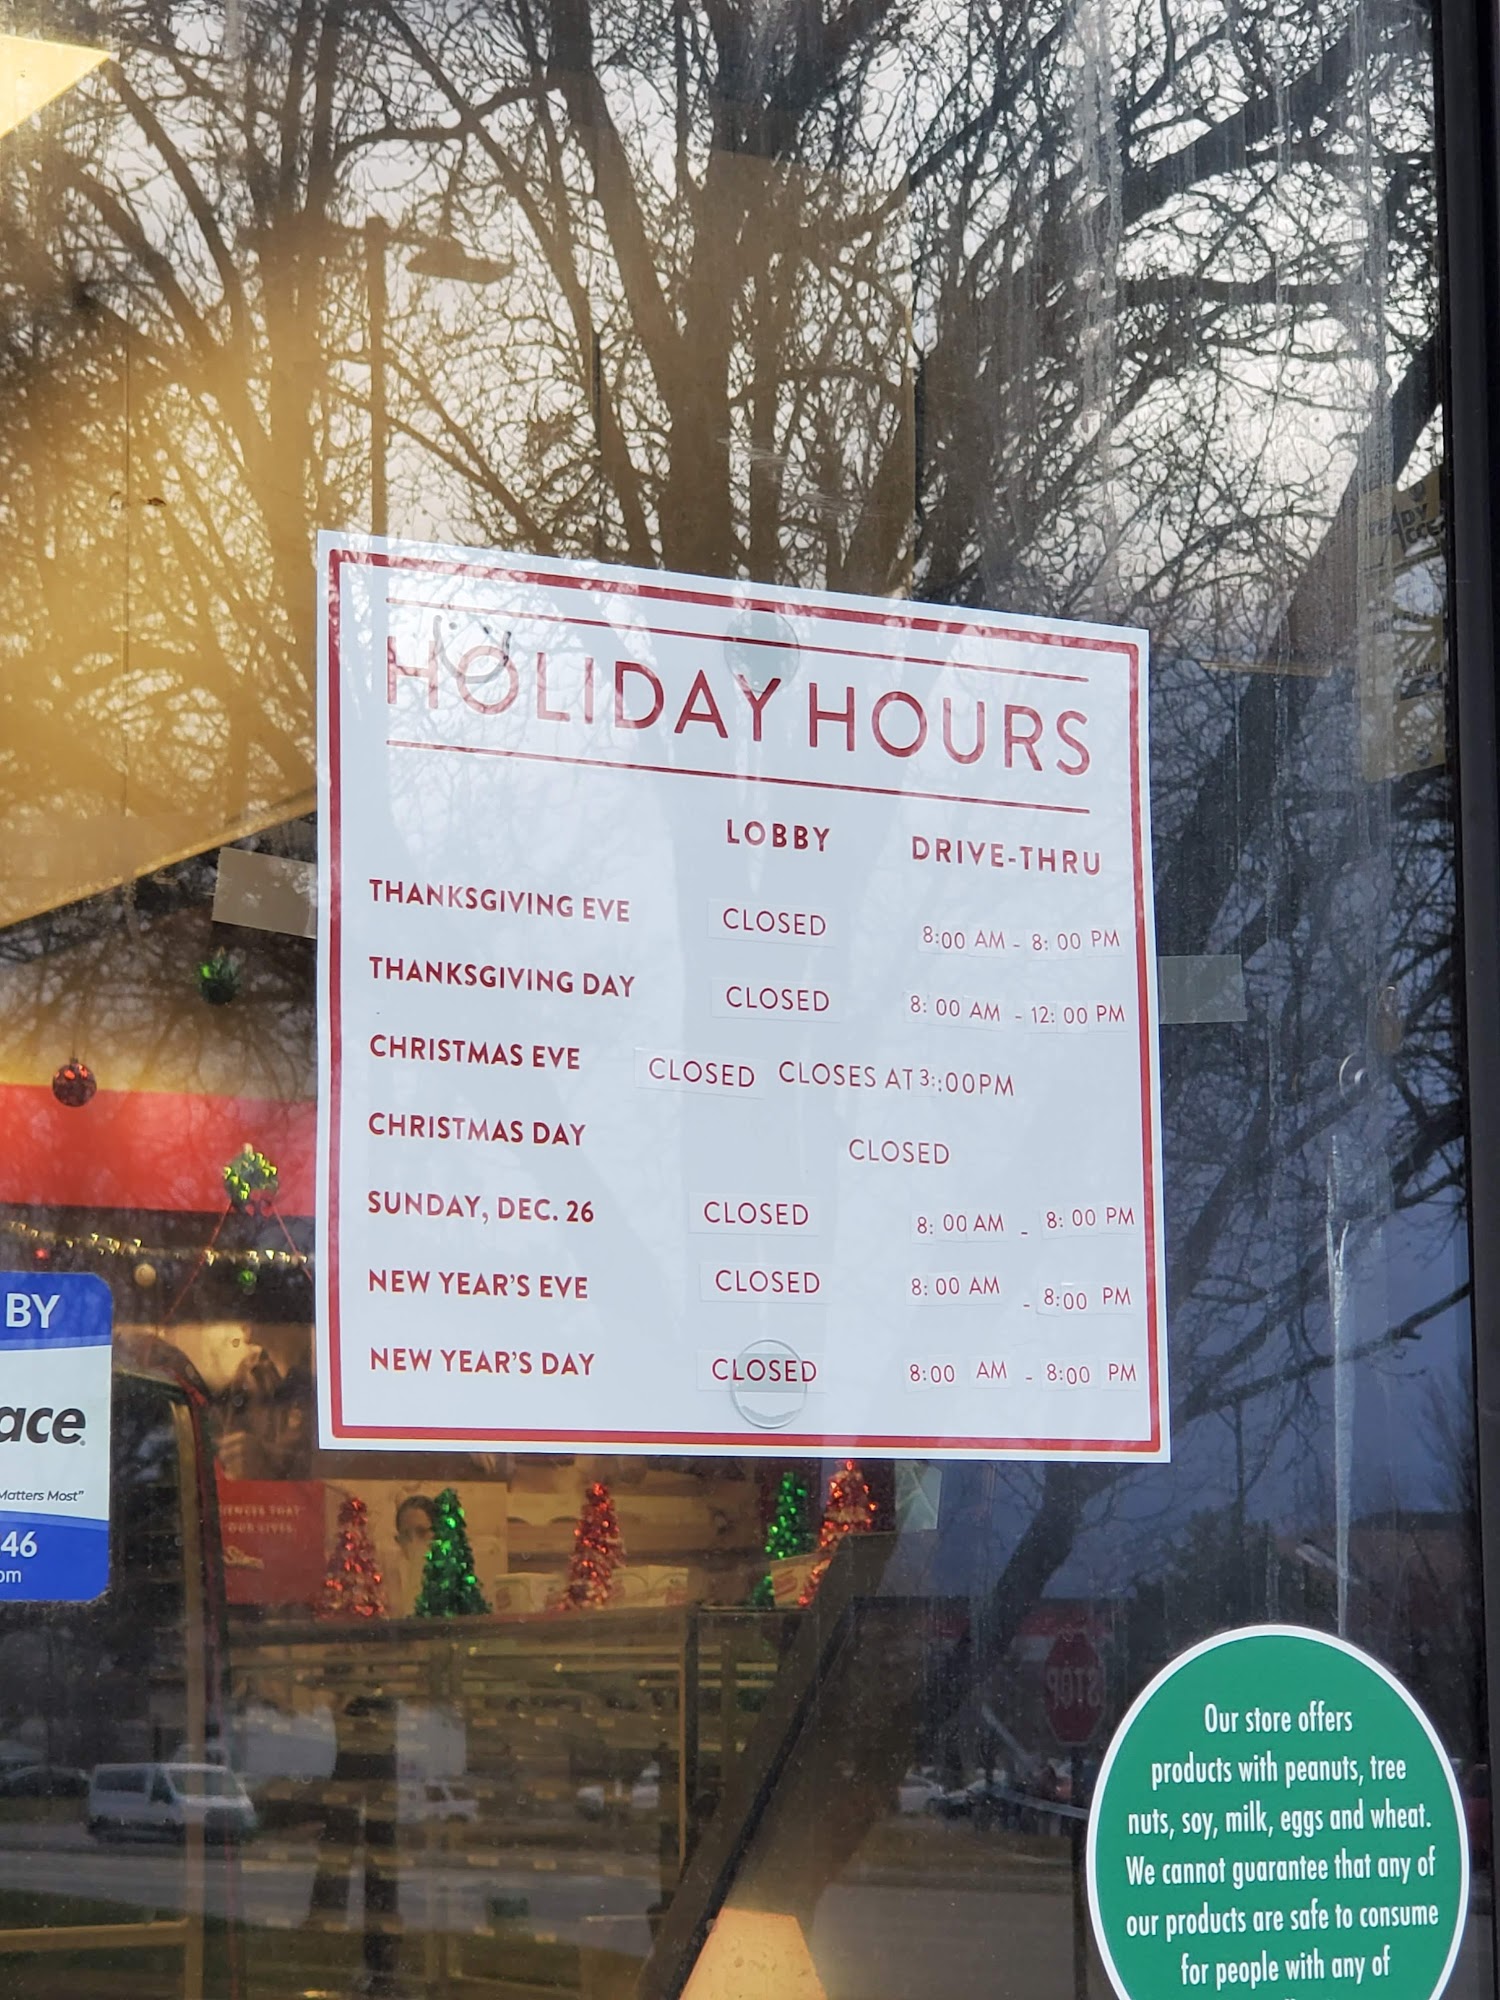 HOLIDAY HOURS
LOBBY DRIVE-THRU
THANKSGIVING EVE CLOSED 8:00 AM - 8: 00 PM
THANKSGIVING DAY CLOSED 8: 00 AM - 12: 00 PM
CHRISTMAS EVE CLOSED CLOSES AT 3::00PM
CHRISTMAS DAY CLOSED
SUNDAY, DEC. 26 CLOSED 8: 00 AM - 8: 00 PM
NEW YEAR'S EVE CLOSED 8: 00 AM - 8:00 PM
NEW YEAR'S DAY CLOSED 8:00 AM - 8:00 PM
BY
ace
Matters Most"
46
om
STOP
Our store offers
products with peanuts, tree
nuts, soy, milk, eggs and wheat.
We cannot guarantee that any of
our products are safe to consume
for people with any of